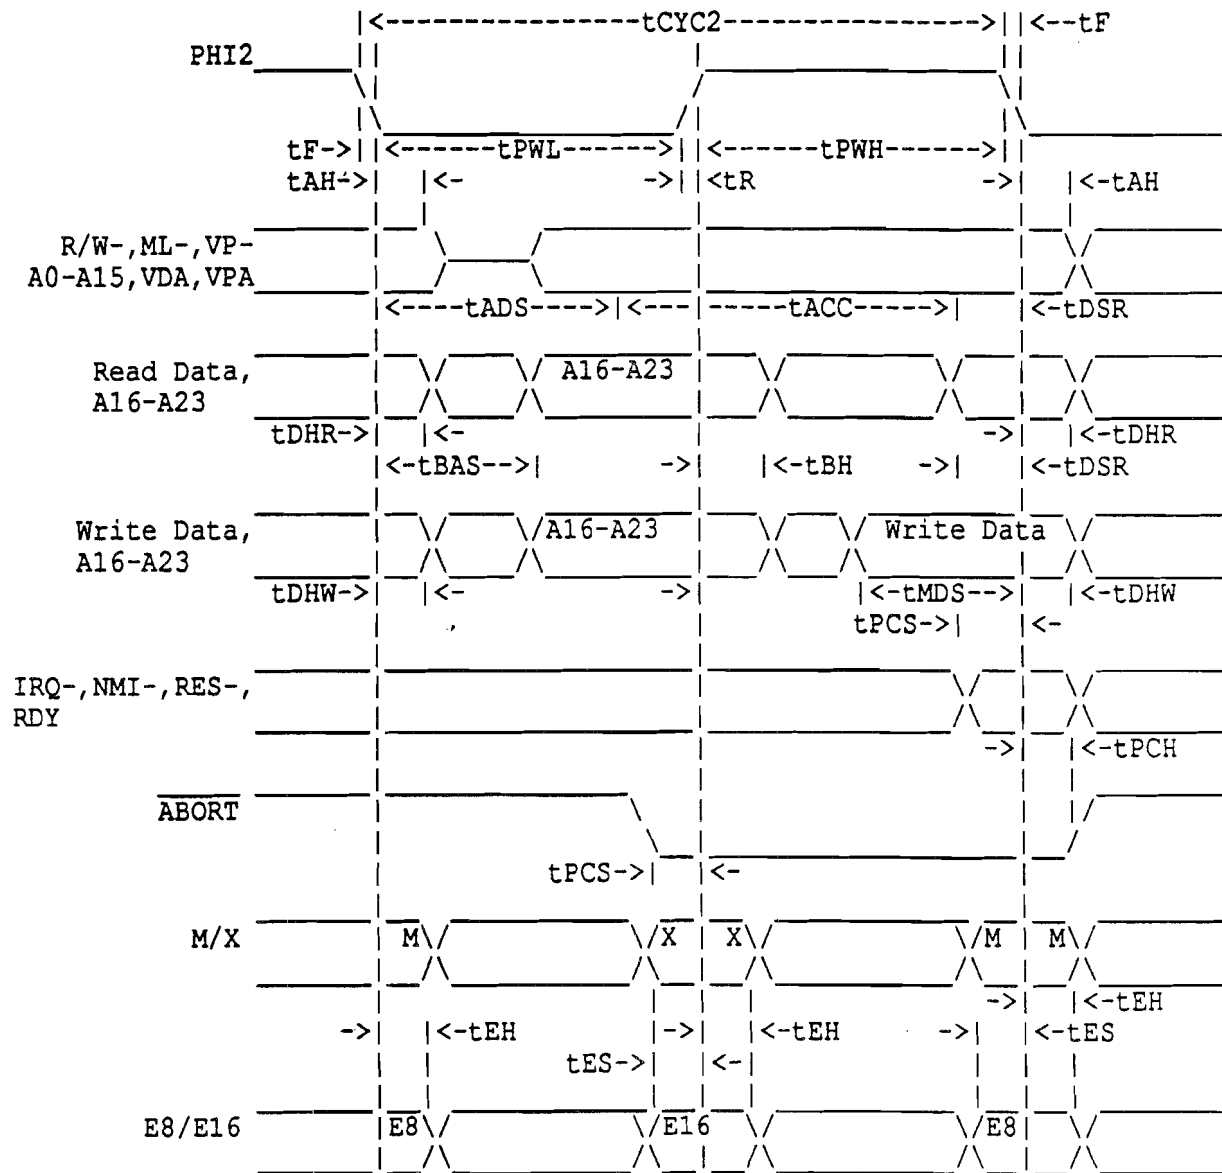 |<----------------tCYC2---------------->||<--tF
PHI2
tF->||<------tPWL------>||<------tPWH------>|
tAH->| |<- ->||<tR ->| |<-tAH
R/W-,ML-,VP-
A0-A15,VDA,VPA
|<----tADS---->|<-------tACC----->| |<-tDSR
Read Data,
A16-A23
A16-A23
tDHR->| |<- ->| |<-tDHR
|<-tBAS-->| ->| |<-tBH ->| |<-tDSR
Write Data,
A16-A23
A16-A23 Write Data
tDHW->| |<- ->| |<-tMDS-->| |<-tDHW
tPCS->| |<-
IRQ-,NMI-,RES-,
RDY
->| |<-tPCH
ABORT
tPCS->| |<-
M/X M X X M M
->| |<-tEH
->| |<-tEH ->| |<-tEH ->| |<-tES
tES->| |<-
E8/E16 E8 E16 E8